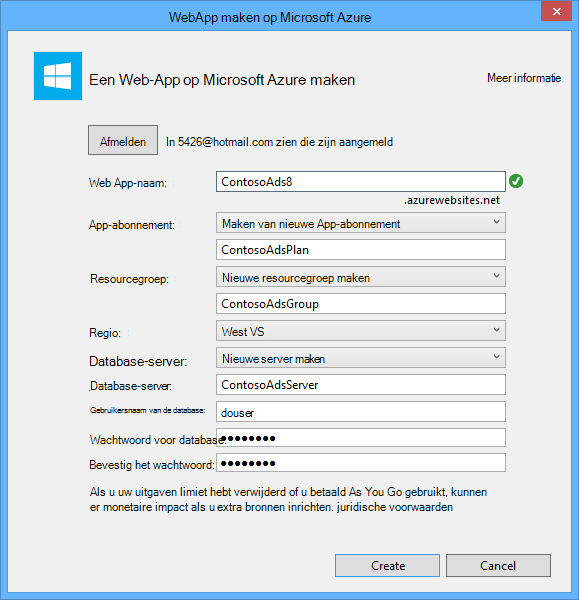 WebApp maken op Microsoft Azure
Een Web-App op Microsoft Azure maken
Meer informatie
Afmelden In 5426@hotmail.com zien die zijn aangemeld
Web App-naam: ContosoAds8
.azurewebsites.net
App-abonnement: Maken van nieuwe App-abonnement
ContosoAdsPlan
Resourcegroep: Nieuwe resourcegroep maken
ContosoAdsGroup
Regio: West VS
Database-server: Nieuwe server maken
Database-server: ContosoAdsServer
Gebruikersnaam van de database: douser
Wachtwoord voor database: ●●●●●●●●
Bevestig het wachtwoord: ●●●●●●●●
Als u uw uitgaven limiet hebt verwijderd of u betaald As You Go gebruikt, kunnen
er monetaire impact als u extra bronnen inrichten. juridische voorwaarden
Create Cancel